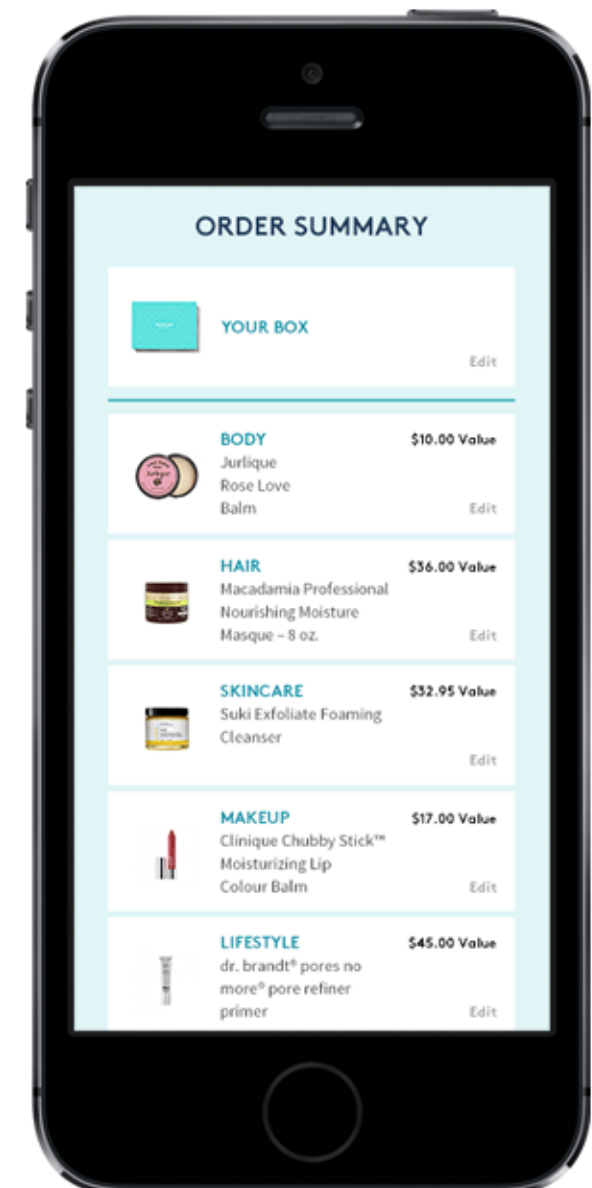 ORDER SUMMARY
YOUR BOX
Edit
BODY
$10.00 Value
Jurlique
Rose Love
Balm
Edit
HAIR
$36.00 Value
Macadamia Professional
Nourishing Moisture
Masque – 8 oz.
Edit
SKINCARE
$32.95 Value
Suki Exfoliate Foaming
Cleanser
Edit
MAKEUP
$17.00 Value
Clinique Chubby Stick™
Moisturizing Lip
Colour Balm
Edit
LIFESTYLE
$45.00 Value
dr. brandt® pores no
more® pore refiner
primer
Edit